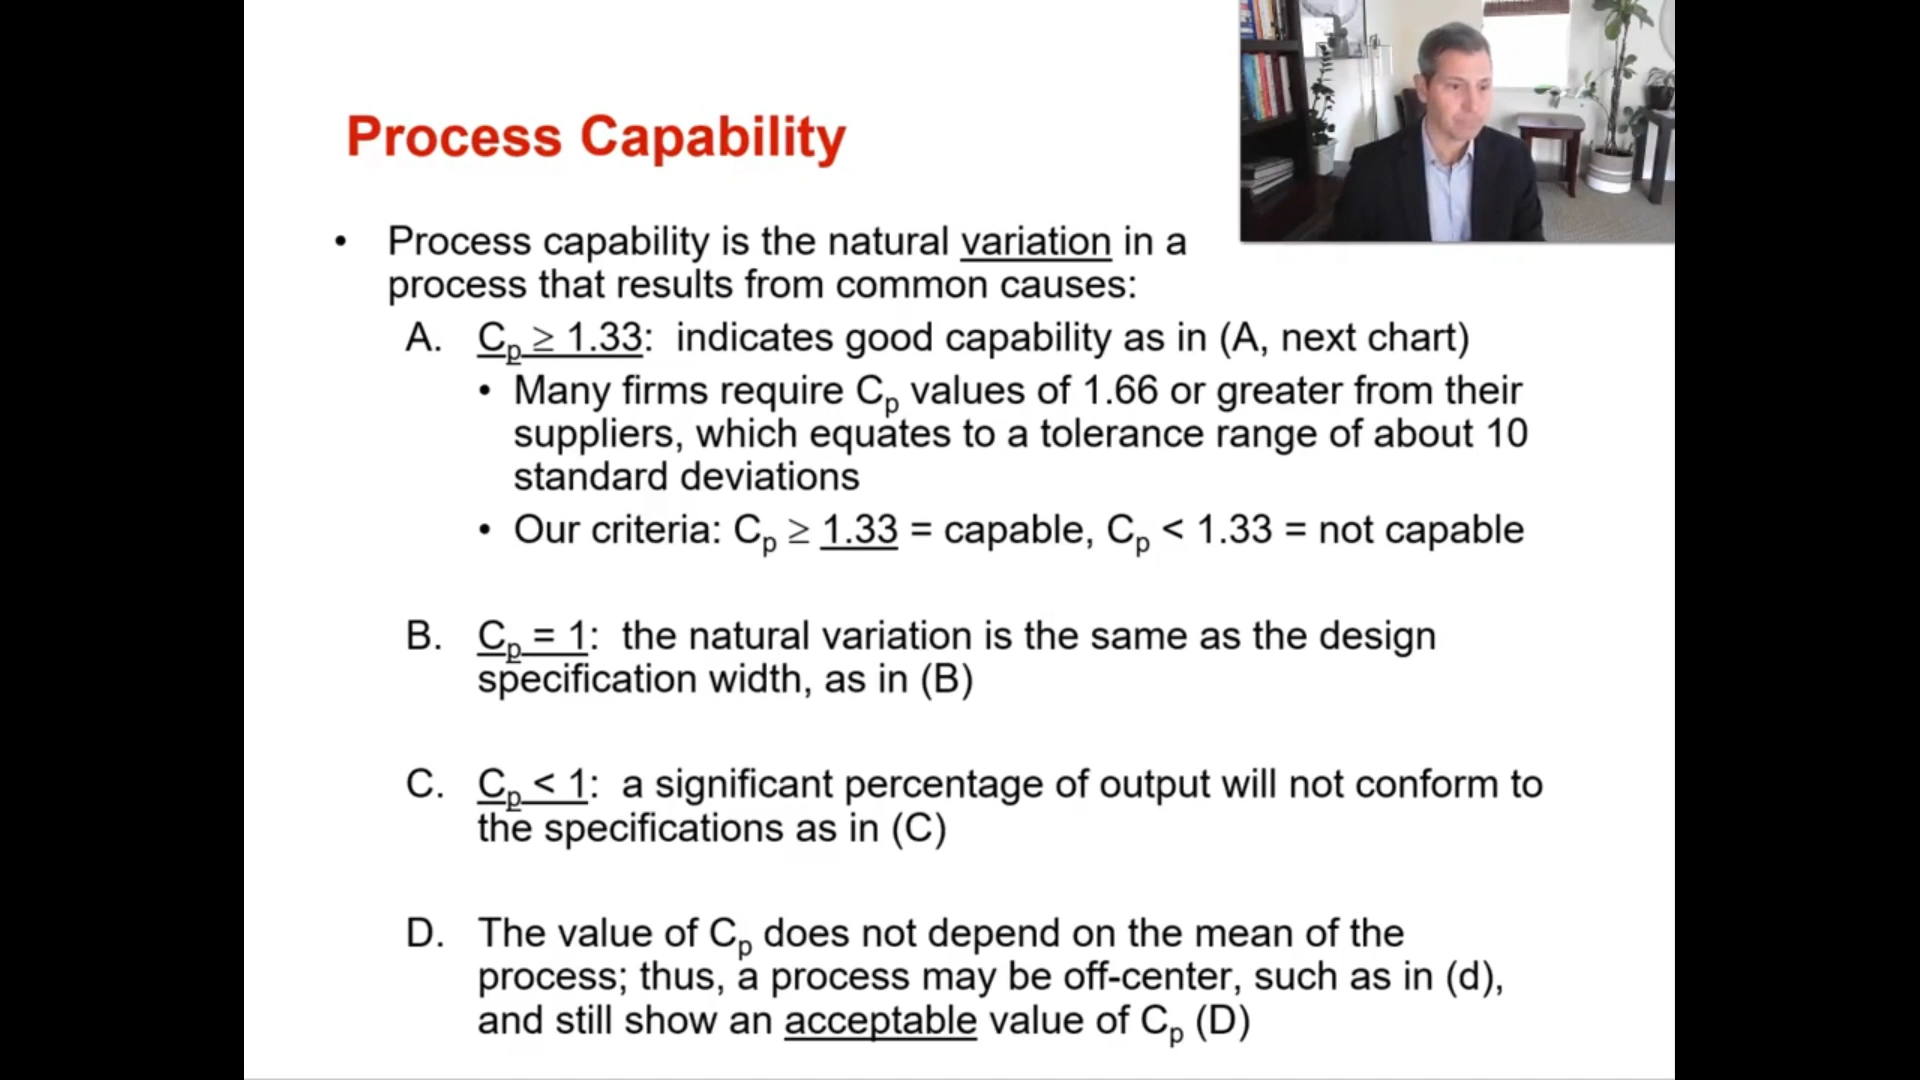 Process Capability
• Process capability is the natural variation in a
process that results from common causes:
A. Cp ≥ 1.33: indicates good capability as in (A, next chart)
• Many firms require Cp values of 1.66 or greater from their
suppliers, which equates to a tolerance range of about 10
standard deviations
• Our criteria: Cp ≥ 1.33 = capable, Cp < 1.33 = not capable
B. Cp = 1: the natural variation is the same as the design
specification width, as in (B)
C. Cp < 1: a significant percentage of output will not conform to
the specifications as in (C)
D. The value of Cp does not depend on the mean of the
process; thus, a process may be off-center, such as in (d),
and still show an acceptable value of Cp (D)